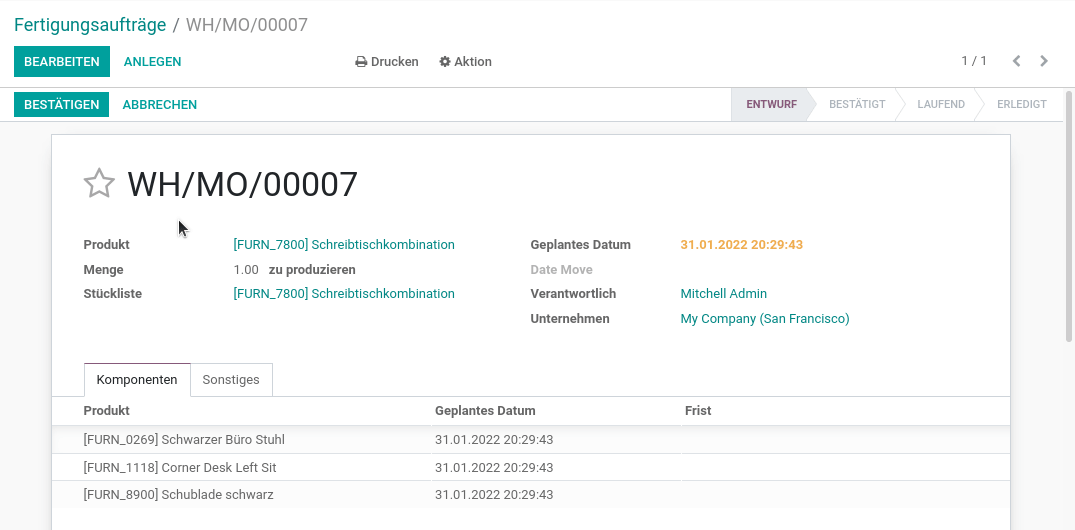 Fertigungsaufträge / WH/MO/00007
BEARBEITEN ANLEGEN Drucken Aktion 1 / 1
BESTÄTIGEN ABBRECHEN ENTWURF BESTÄTIGT LAUFEND ERLEDIGT
WH/MO/00007
Produkt [FURN_7800] Schreibtischkombination Geplantes Datum 31.01.2022 20:29:43
Menge 1.00 zu produzieren Date Move
Stückliste [FURN_7800] Schreibtischkombination Verantwortlich Mitchell Admin
Unternehmen My Company (San Francisco)
Komponenten Sonstiges
Produkt Geplantes Datum Frist
[FURN_0269] Schwarzer Büro Stuhl 31.01.2022 20:29:43
[FURN_1118] Corner Desk Left Sit 31.01.2022 20:29:43
[FURN_8900] Schublade schwarz 31.01.2022 20:29:43